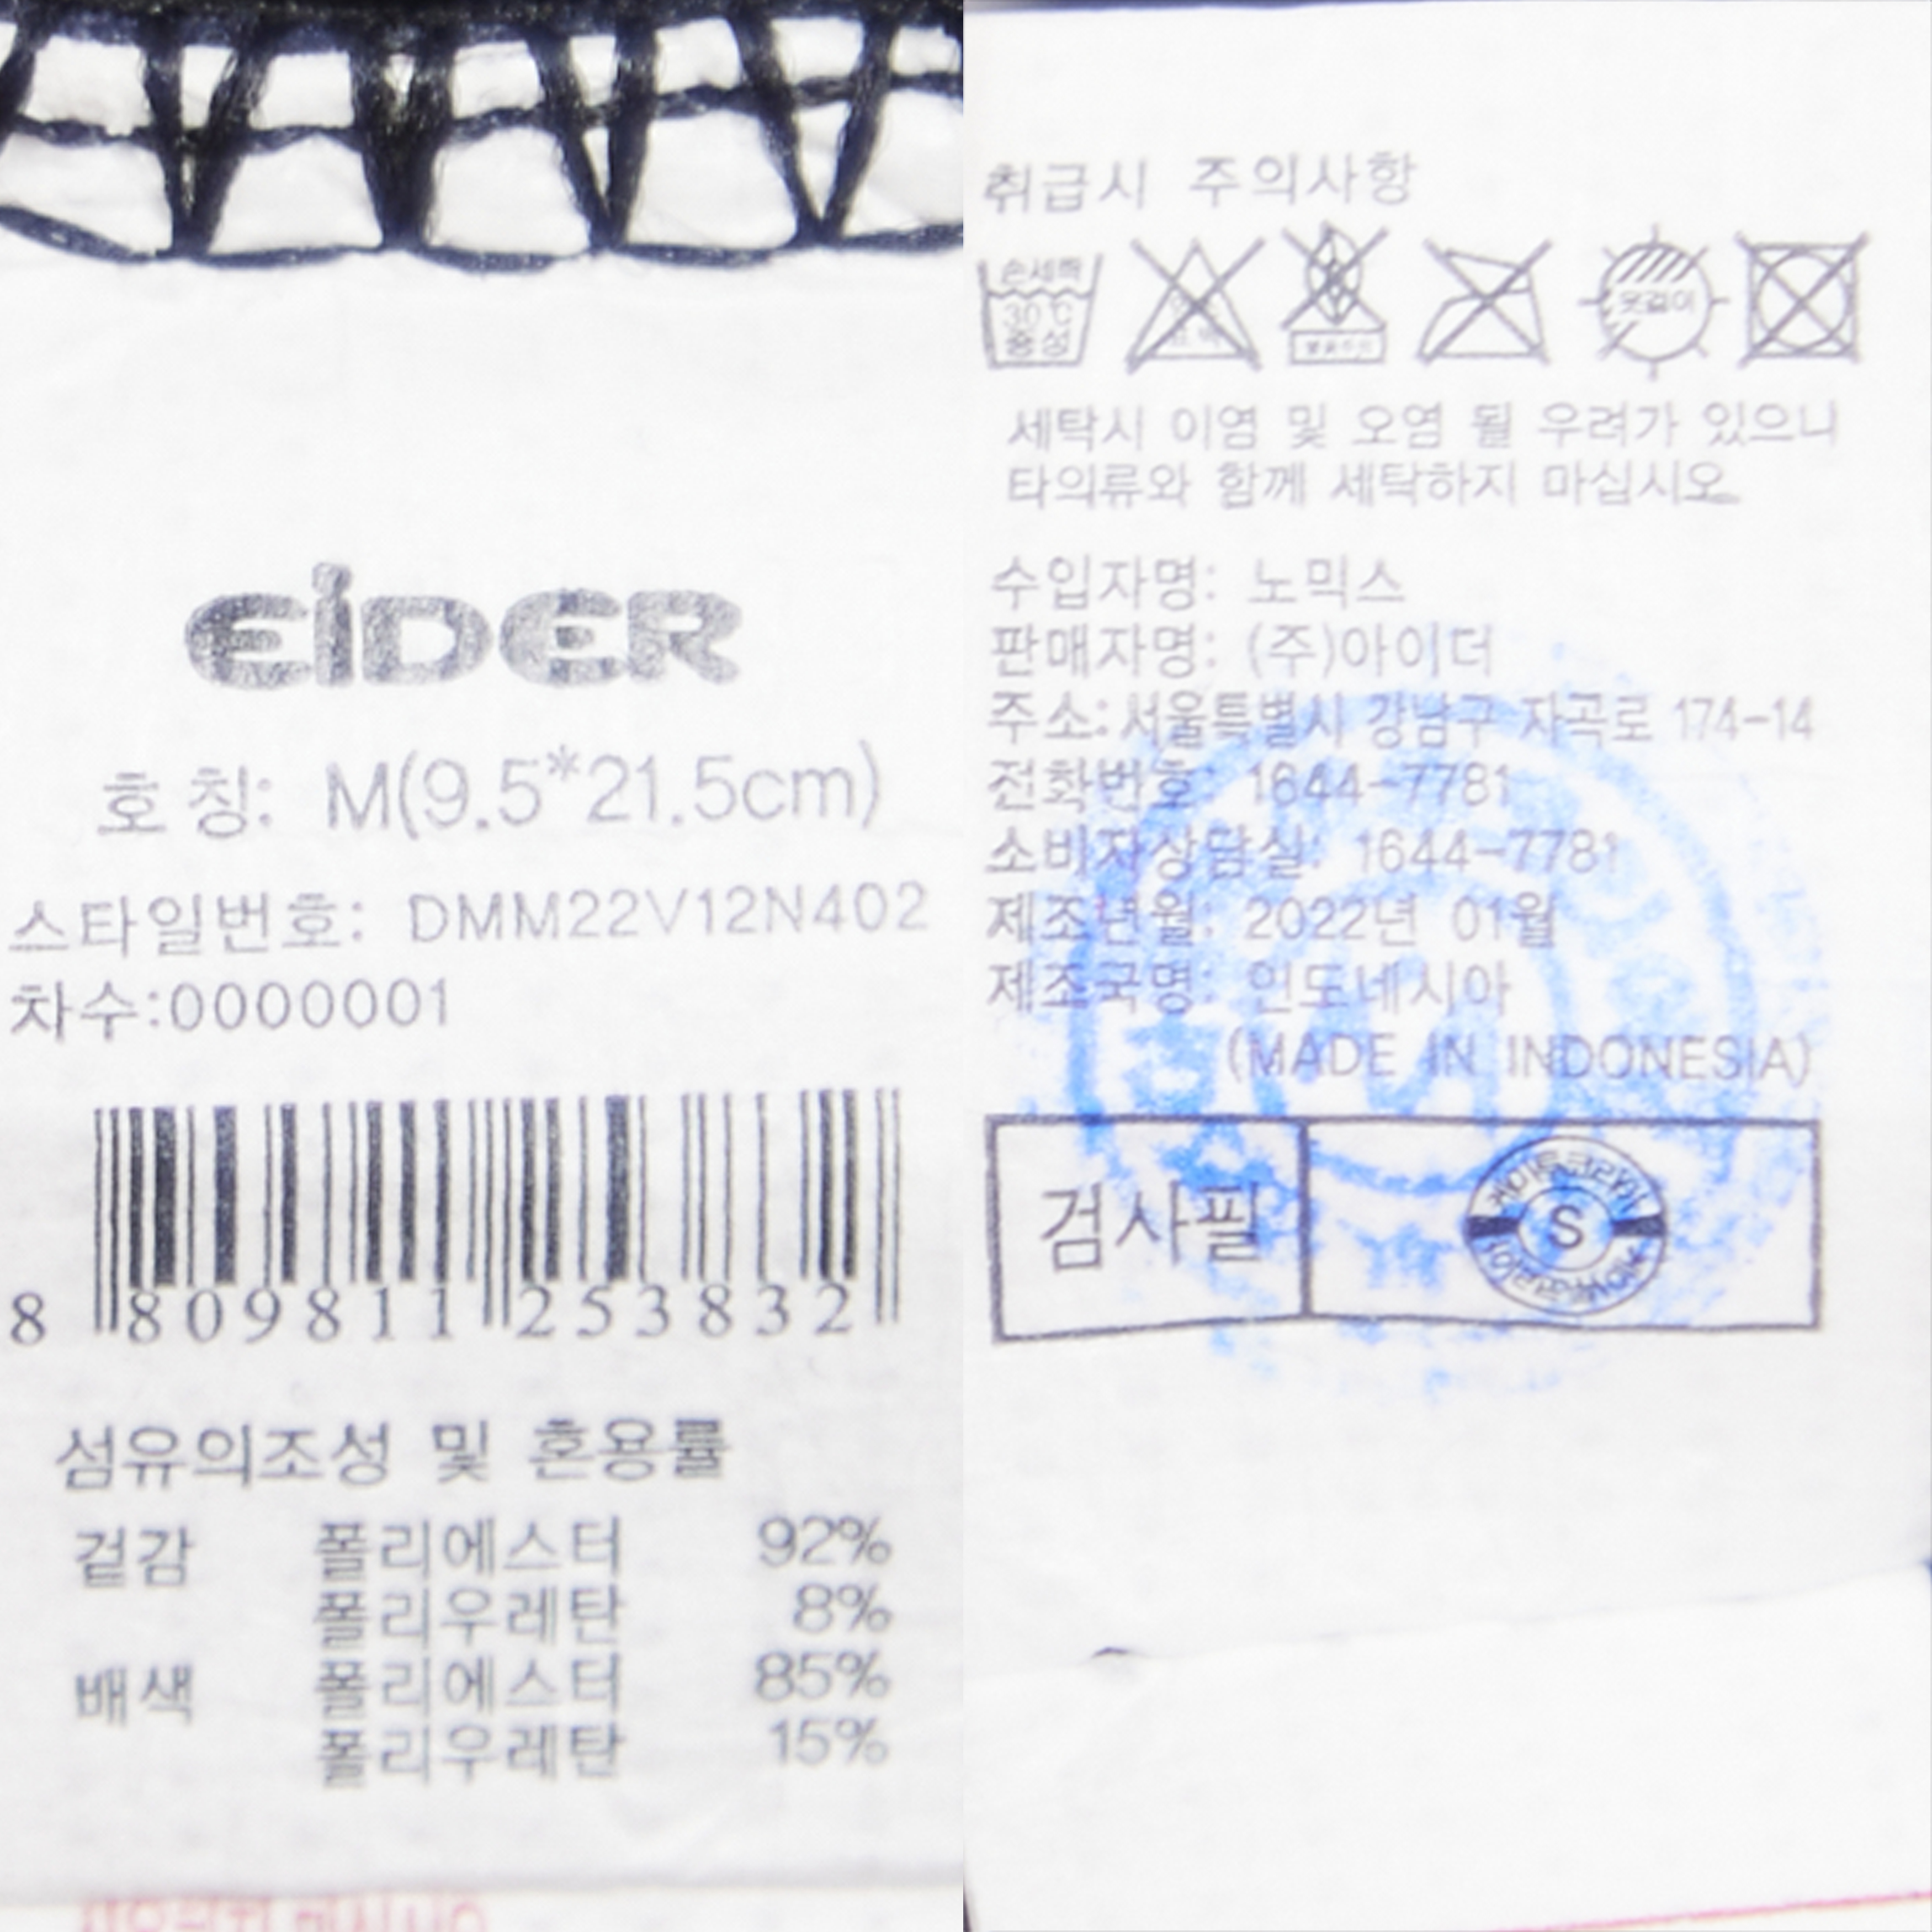 EiDER
호 칭: M(9.5*21.5cm)
스타일번호: DMM22V12N402
차수:0000001
8 809811 253832
섬유의조성 및 혼용률
겉감 폴리에스터 92%
폴리우레탄 8%
배색 폴리에스터 85%
폴리우레탄 15%
취급시 주의사항
손세탁
30℃
중성
옷걸이
세탁시 이염 및 오염 될 우려가 있으니
타의류와 함께 세탁하지 마십시오.
수입자명: 노믹스
판매자명: (주)아이더
주소: 서울특별시 강남구 자곡로 174-14
전화번호: 1644-7781
소비자상담실: 1644-7781
제조년월: 2022년 01월
제조국명: 인도네시아
(MADE IN INDONESIA)
검사필
S